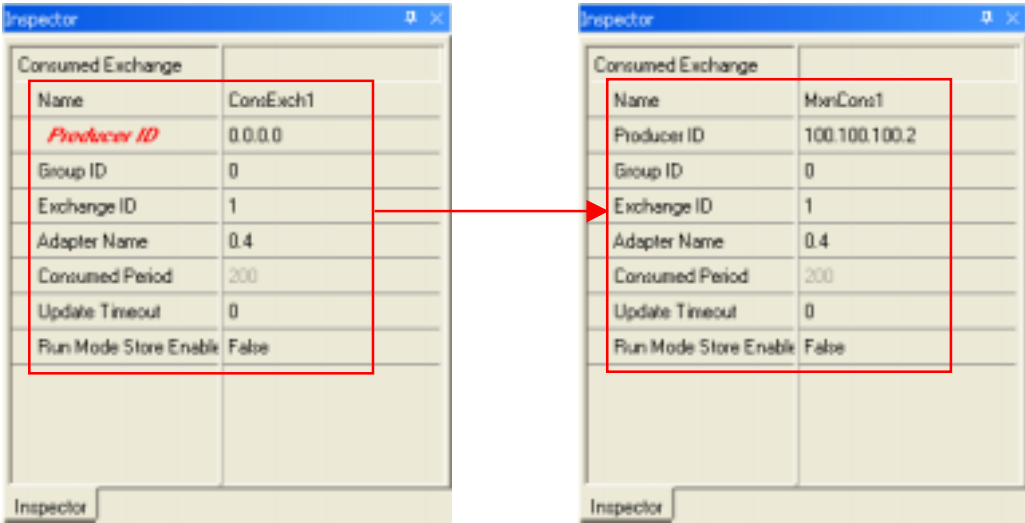 Inspector
Consumed Exchange
Name ConsExch1
Producer ID 0.0.0.0
Group ID 0
Exchange ID 1
Adapter Name 0.4
Consumed Period 200
Update Timeout 0
Run Mode Store Enable False
Inspector
Inspector
Consumed Exchange
Name MxnCons1
Producer ID 100.100.100.2
Group ID 0
Exchange ID 1
Adapter Name 0.4
Consumed Period 200
Update Timeout 0
Run Mode Store Enable False
Inspector